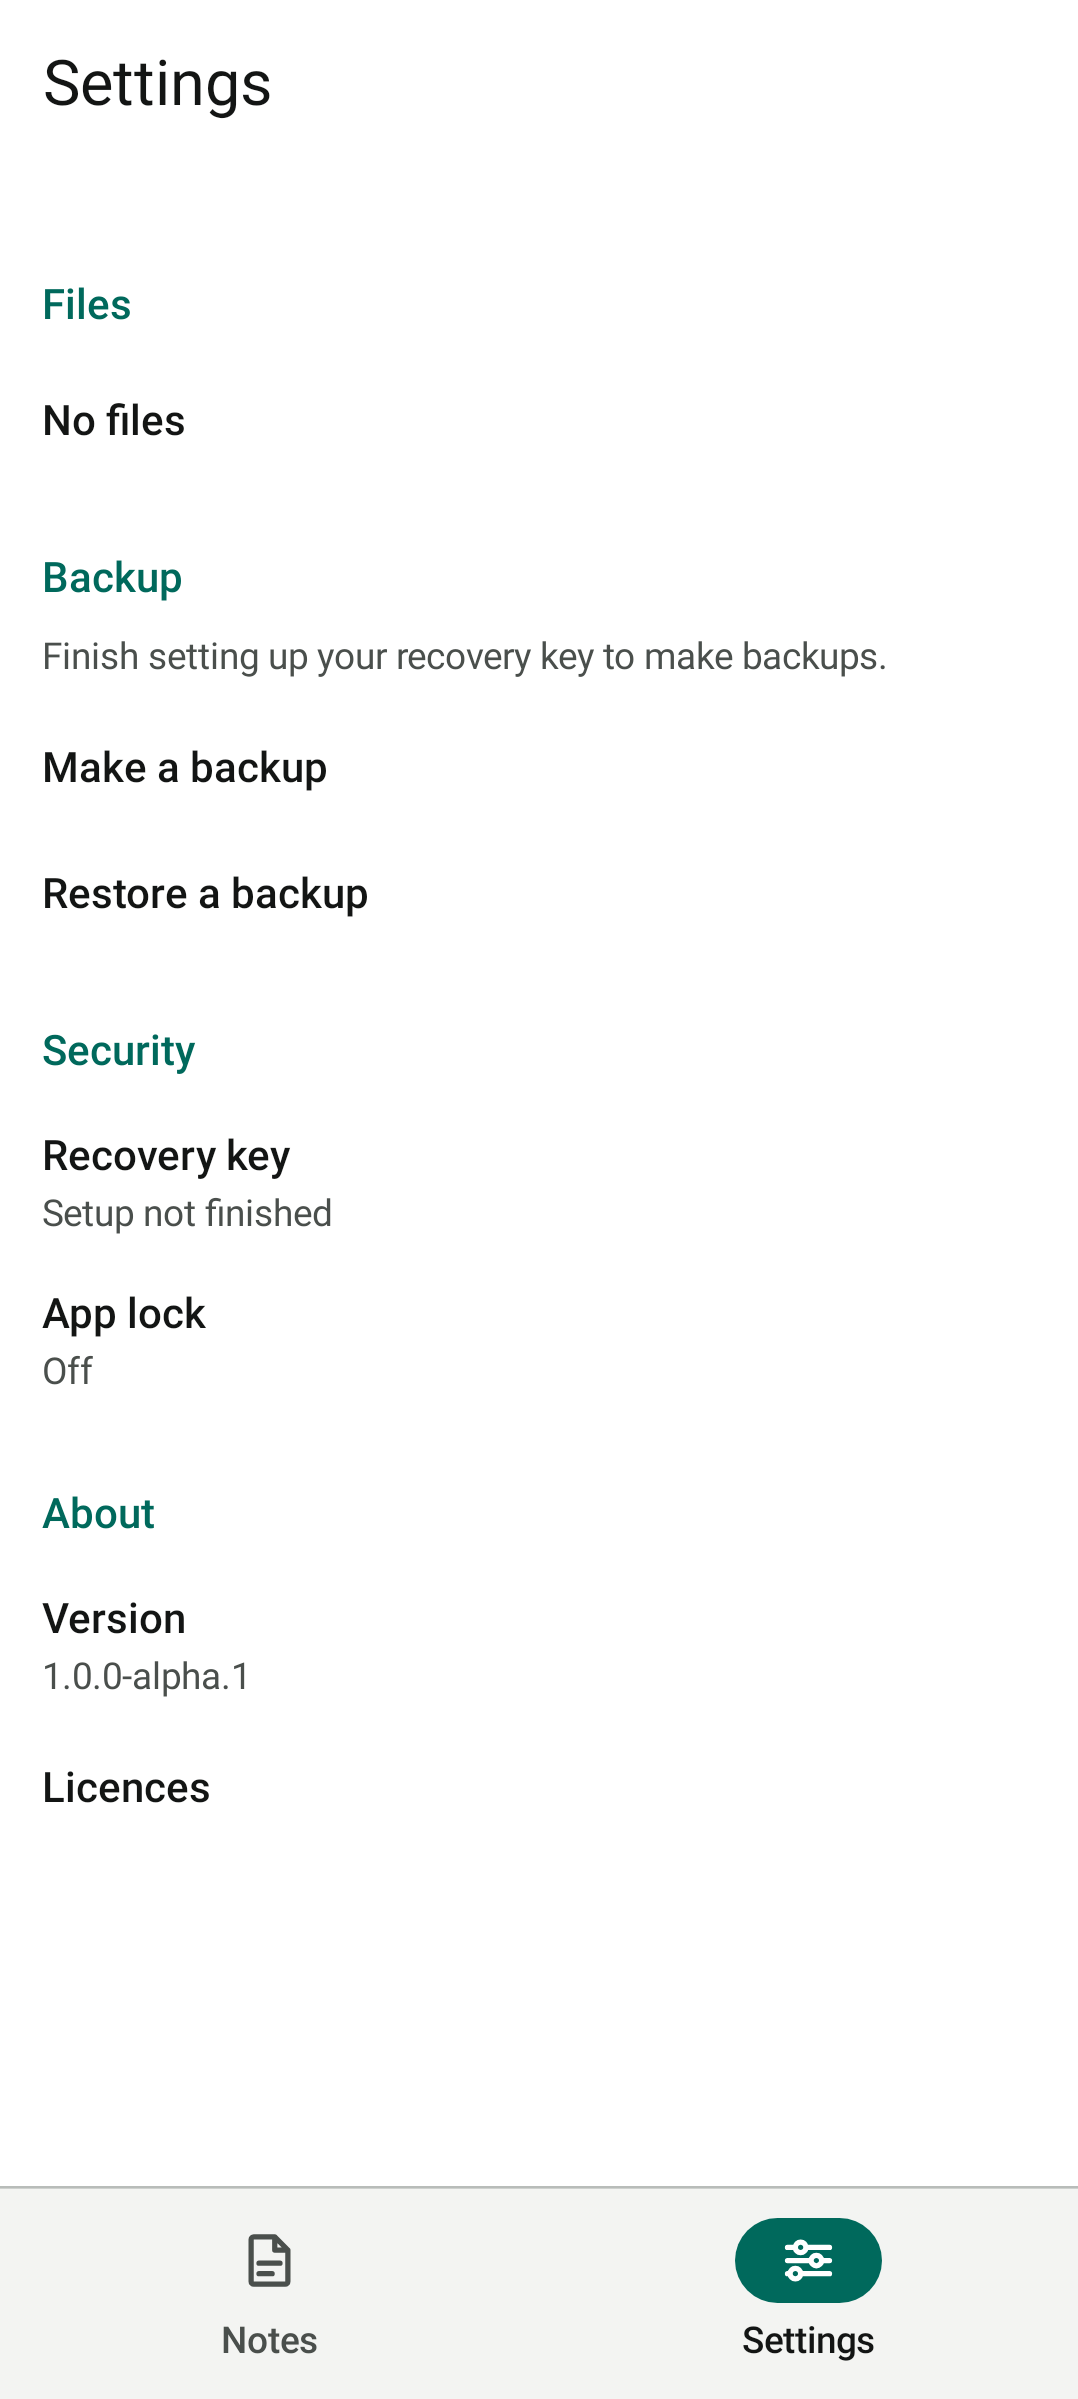 Settings
Files
No files
Backup
Finish setting up your recovery key to make backups.
Make a backup
Restore a backup
Security
Recovery key
Setup not finished
App lock
Off
About
Version
1.0.0-alpha.1
Licences
Notes
Settings